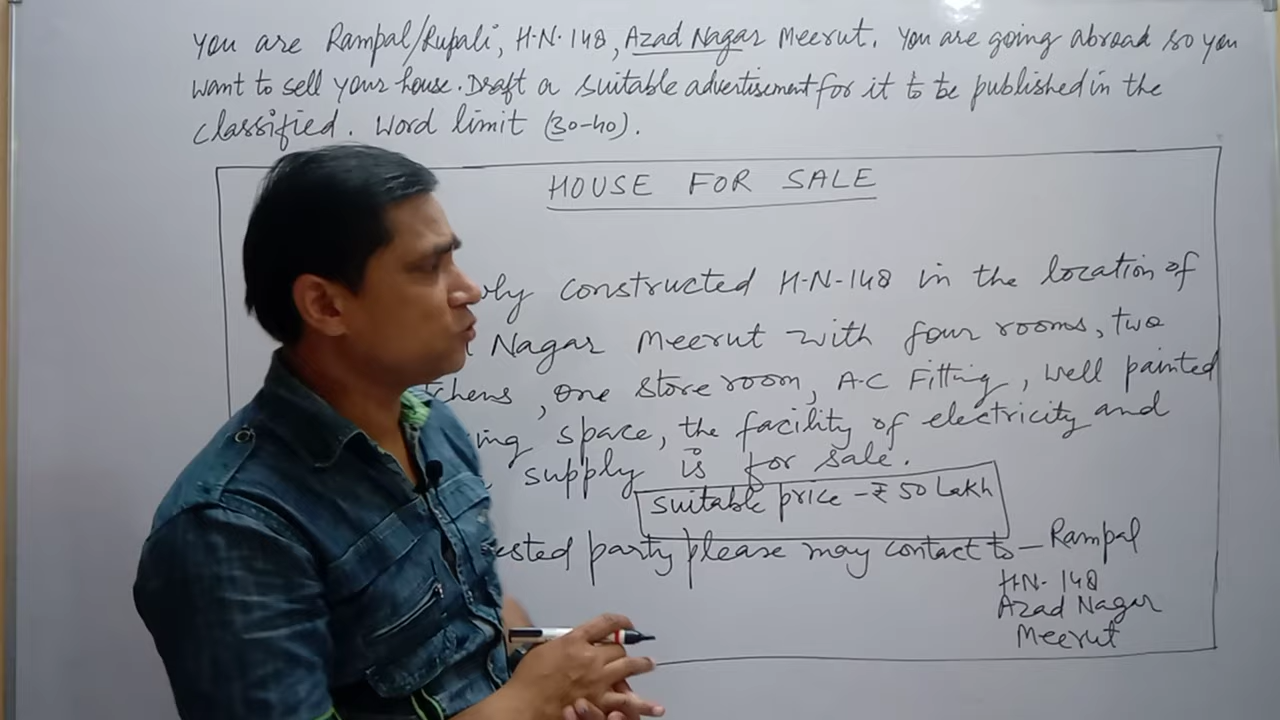 You are Rampal/Rupali, H.N. 148, Azad Nagar Meerut. You are going abroad so you
want to sell your house. Draft a suitable advertisement for it to be published in the
classified. Word limit (30-40).
HOUSE FOR SALE
constructed H-N-148 in the location of
Nagar Meerut with four rooms, two
, one store room, A-C Fitting, well painted
space, the facility of electricity and
supply is for sale.
suitable price - ₹ 50 Lakh
party please may contact to - Rampal
HN- 148
Azad Nagar
Meerut